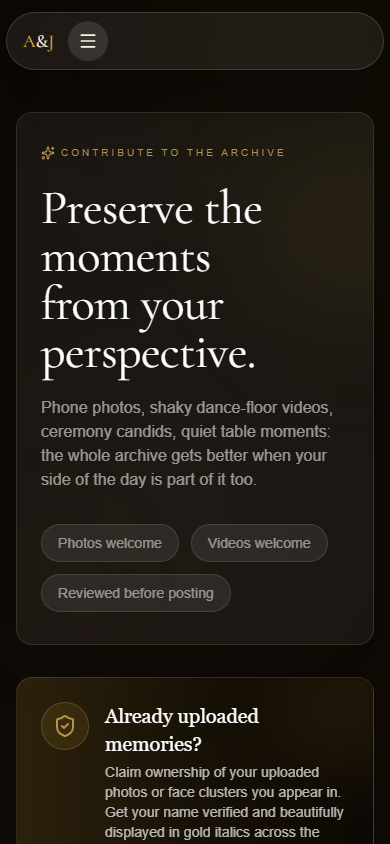 A&J
CONTRIBUTE TO THE ARCHIVE
Preserve the
moments
from your
perspective.
Phone photos, shaky dance-floor videos,
ceremony candids, quiet table moments:
the whole archive gets better when your
side of the day is part of it too.
Photos welcome
Videos welcome
Reviewed before posting
Already uploaded
memories?
Claim ownership of your uploaded
photos or face clusters you appear in.
Get your name verified and beautifully
displayed in gold italics across the